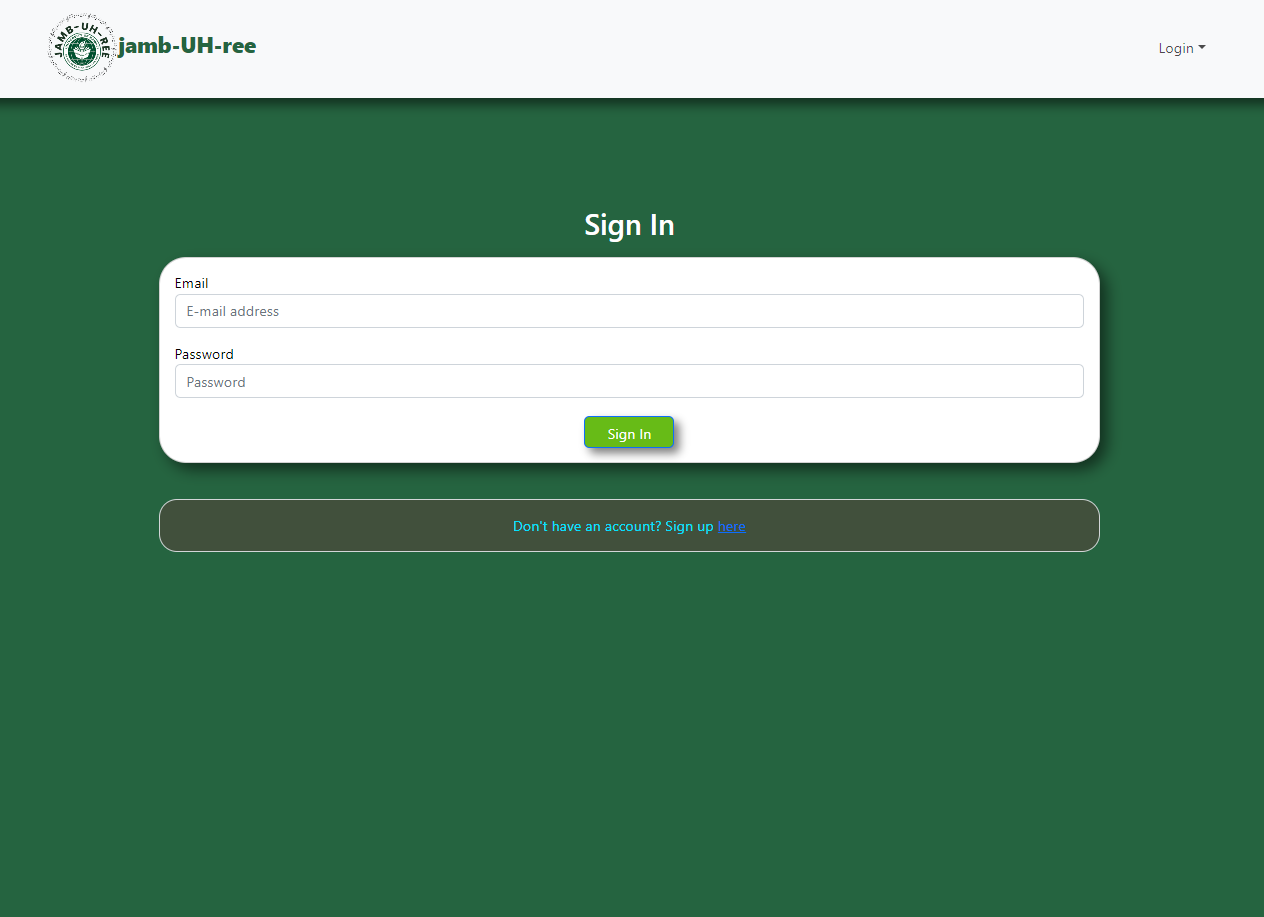 JAMB-UH-REE
jamb-UH-ree
Login
Sign In
Email
E-mail address
Password
Password
Sign In
Don't have an account? Sign up here